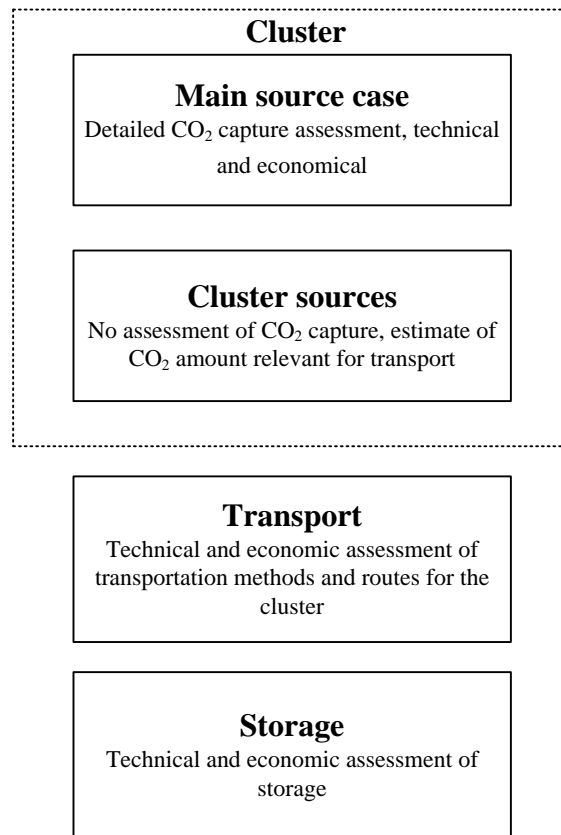 Cluster
Main source case
Detailed CO₂ capture assessment, technical
and economical
Cluster sources
No assessment of CO₂ capture, estimate of
CO₂ amount relevant for transport
Transport
Technical and economic assessment of
transportation methods and routes for the
cluster
Storage
Technical and economic assessment of
storage